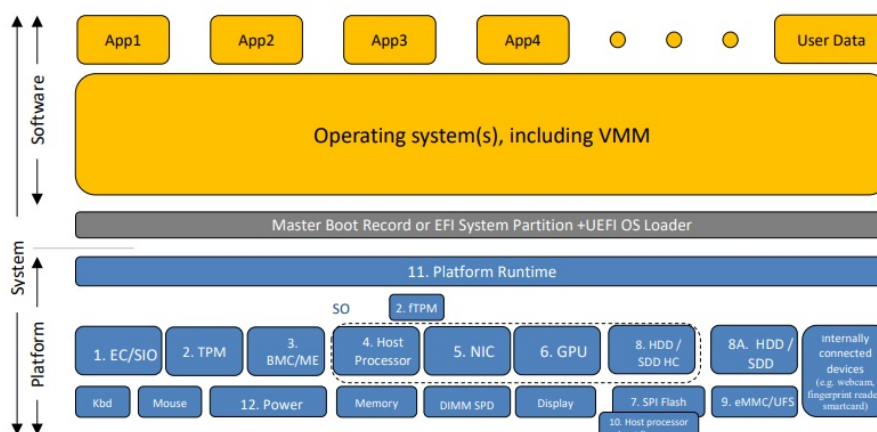 App1
App2
App3
App4
User Data
Software
Operating system(s), including VMM
Master Boot Record or EFI System Partition +UEFI OS Loader
System
11. Platform Runtime
SO
2. fTPM
Platform
1. EC/SIO
2. TPM
3.
BMC/ME
4. Host
Processor
5. NIC
6. GPU
8. HDD /
SDD HC
8A. HDD /
SDD
Internally
connected
devices
(e.g. webcam,
fingerprint reade
smartcard)
Kbd
Mouse
12. Power
Memory
DIMM SPD
Display
7. SPI Flash
9. eMMC/UFS
10. Host processor